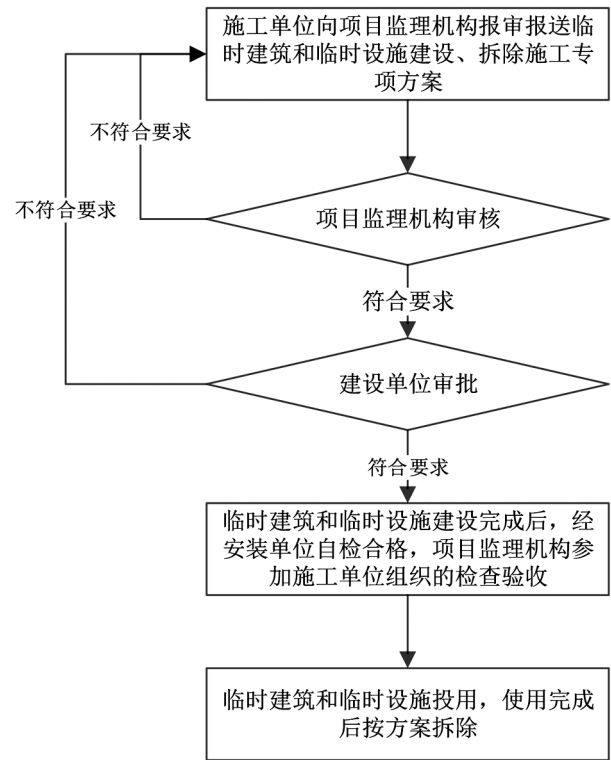 施工单位向项目监理机构报审报送临
时建筑和临时设施建设、拆除施工专
项方案
不符合要求
不符合要求
项目监理机构审核
符合要求
建设单位审批
符合要求
临时建筑和临时设施建设完成后，经
安装单位自检合格，项目监理机构参
加施工单位组织的检查验收
临时建筑和临时设施投用，使用完成
后按方案拆除